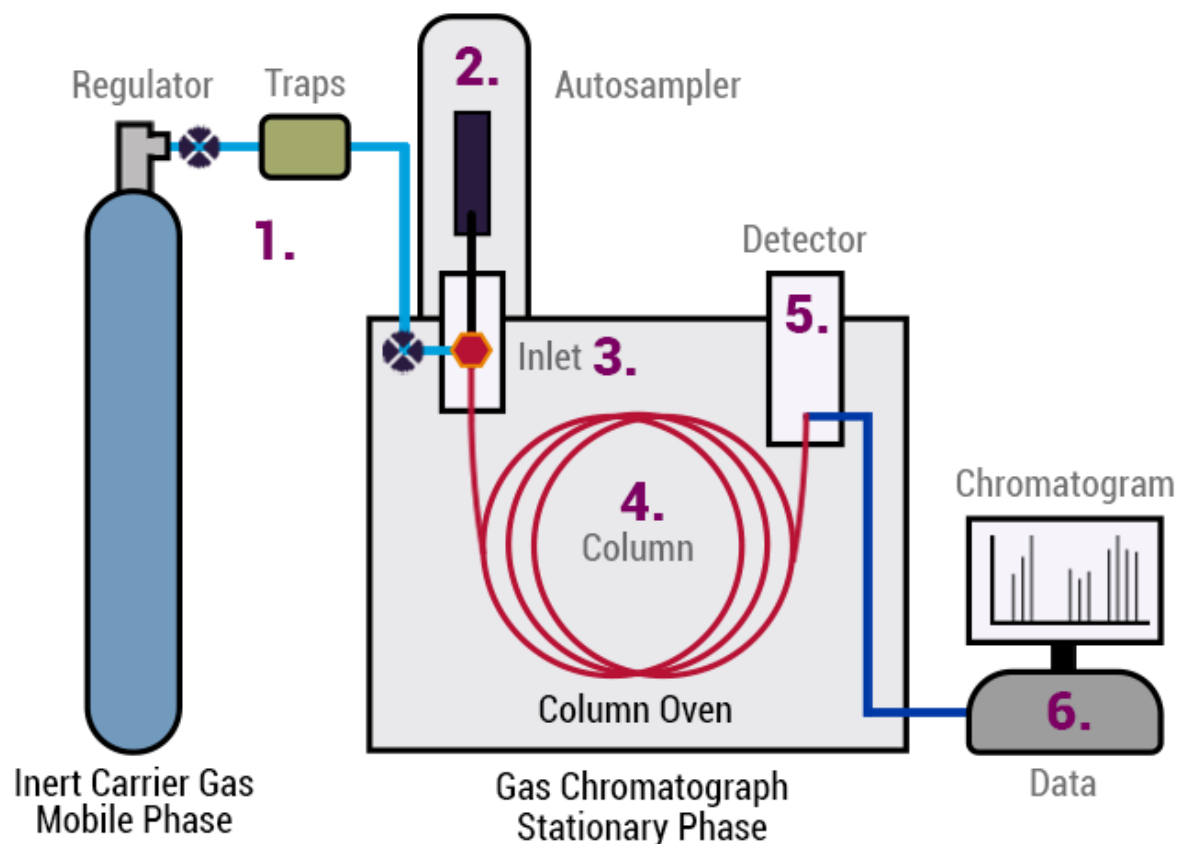 2.
Regulator
Traps
Autosampler
1.
Detector
5.
Inlet 3.
4.
Column
Chromatogram
Column Oven
6.
Inert Carrier Gas
Mobile Phase
Gas Chromatograph
Stationary Phase
Data